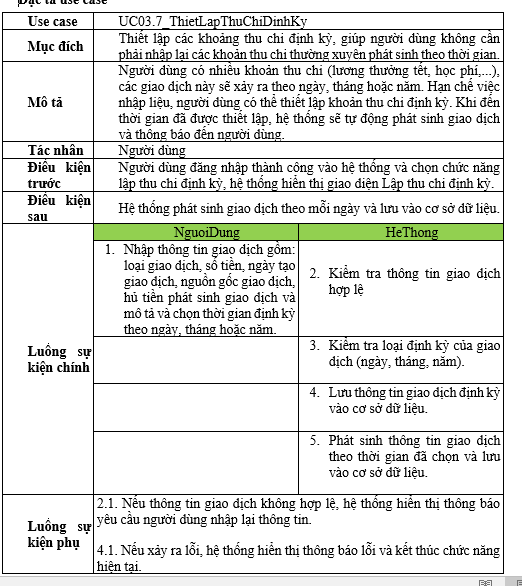 Đặc tả use case
Use case
UC03.7_ThietLapThuChiDinhKy
Mục đích
Thiết lập các khoảng thu chi định kỳ, giúp người dùng không cần
phải nhập lại các khoản thu chi thường xuyên phát sinh theo thời gian.
Mô tả
Người dùng có nhiều khoản thu chi (lương thưởng tết, học phí,...),
các giao dịch này sẽ xảy ra theo ngày, tháng hoặc năm. Hạn chế việc
nhập liệu, người dùng có thể thiết lập khoản thu chi định kỳ. Khi đến
thời gian đã được thiết lập, hệ thống sẽ tự động phát sinh giao dịch
và thông báo đến người dùng.
Tác nhân
Người dùng
Điều kiện
trước
Người dùng đăng nhập thành công vào hệ thống và chọn chức năng
lập thu chi định kỳ, hệ thống hiển thị giao diện Lập thu chi định kỳ.
Điều kiện
sau
Hệ thống phát sinh giao dịch theo mỗi ngày và lưu vào cơ sở dữ liệu.
Luồng sự
kiện chính
NguoiDung
HeThong
1. Nhập thông tin giao dịch gồm:
loại giao dịch, số tiền, ngày tạo
giao dịch, nguồn gốc giao dịch,
hủ tiền phát sinh giao dịch và
mô tả và chọn thời gian định kỳ
theo ngày, tháng hoặc năm.
2. Kiểm tra thông tin giao dịch
hợp lệ
3. Kiểm tra loại định kỳ của giao
dịch (ngày, tháng, năm).
4. Lưu thông tin giao dịch định kỳ
vào cơ sở dữ liệu.
5. Phát sinh thông tin giao dịch
theo thời gian đã chọn và lưu
vào cơ sở dữ liệu.
Luồng sự
kiện phụ
2.1. Nếu thông tin giao dịch không hợp lệ, hệ thống hiển thị thông báo
yêu cầu người dùng nhập lại thông tin.
4.1. Nếu xảy ra lỗi, hệ thống hiển thị thông báo lỗi và kết thúc chức năng
hiện tại.